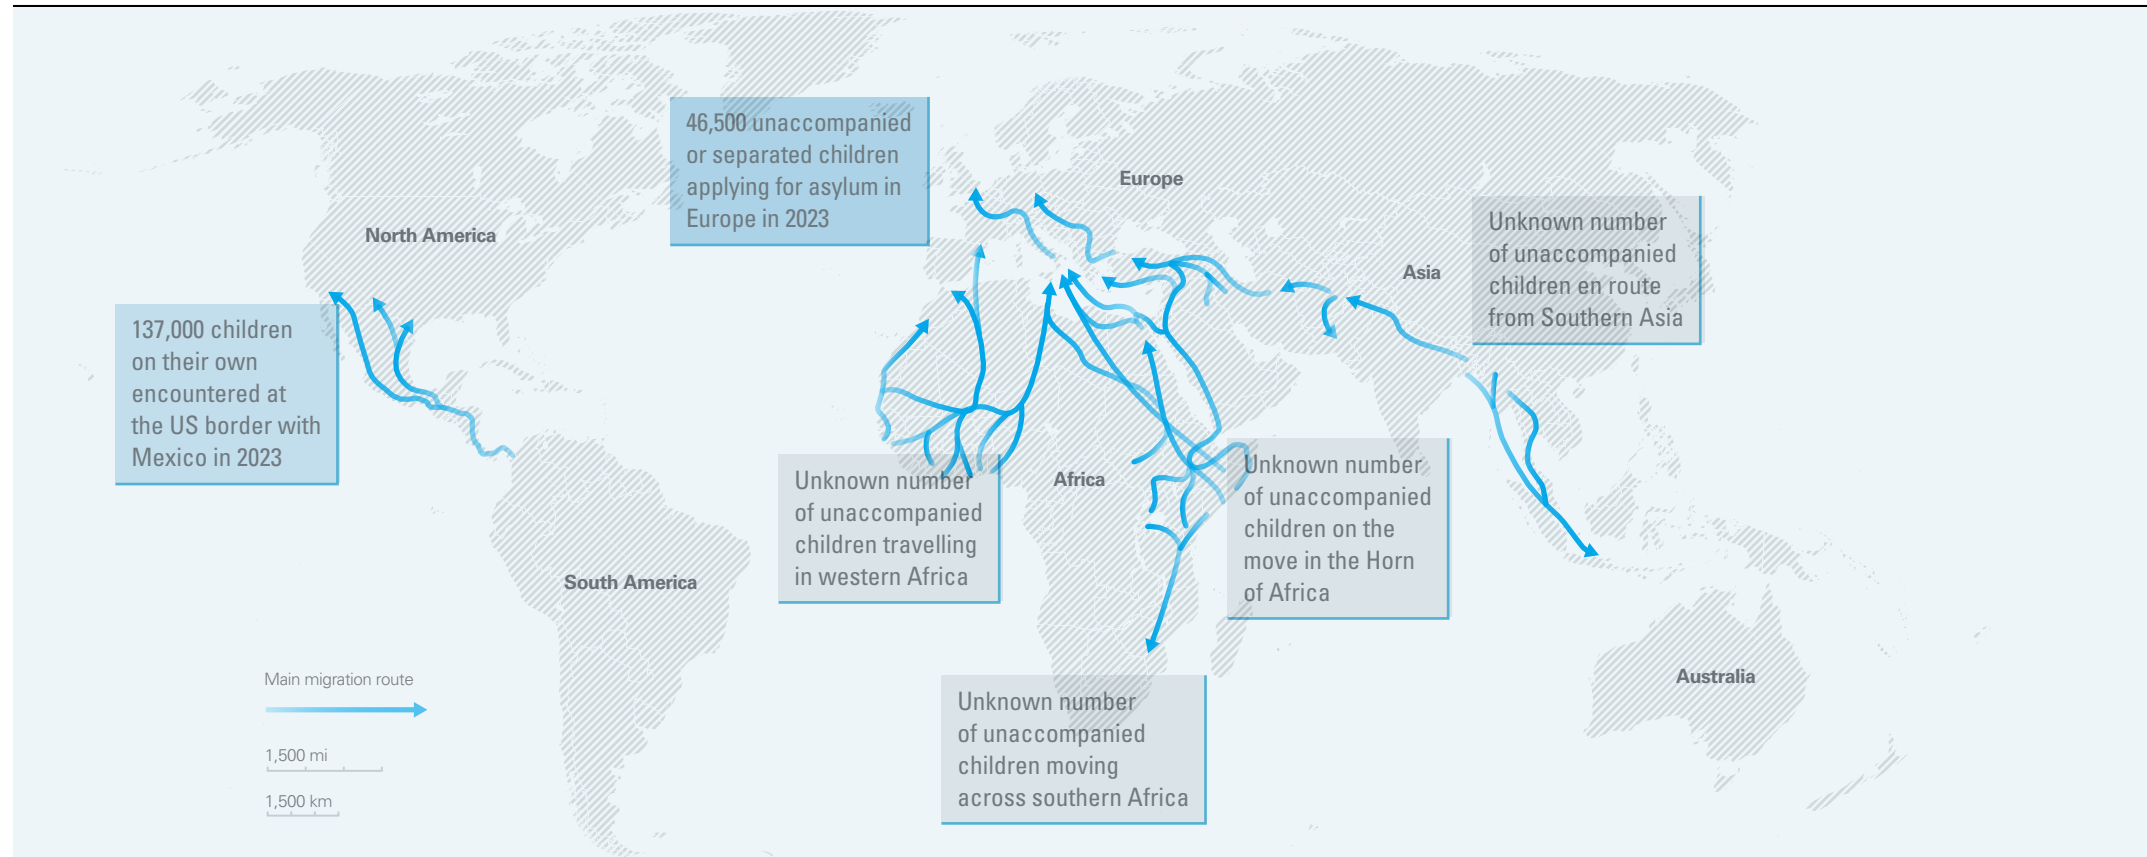 46,500 unaccompanied
or separated children
applying for asylum in
Europe in 2023
Europe
North America
Unknown number
of unaccompanied
children en route
from Southern Asia
Asia
137,000 children
on their own
encountered at
the US border with
Mexico in 2023
Unknown number
of unaccompanied
children travelling
in western Africa
Africa
Unknown number
of unaccompanied
children on the
move in the Horn
of Africa
South America
Unknown number
of unaccompanied
children moving
across southern Africa
Australia
Main migration route
1,500 mi
1,500 km